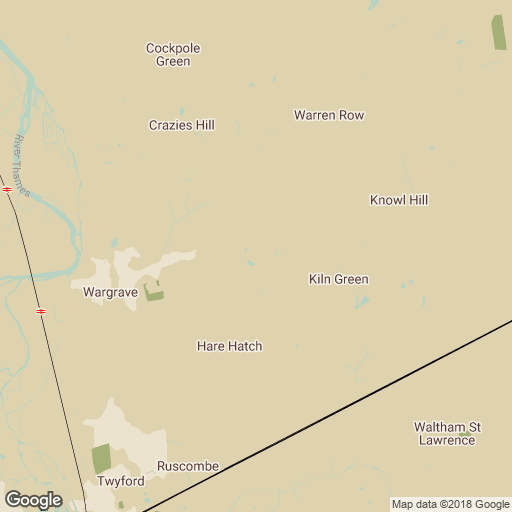 Cockpole
Green
Crazies Hill
Warren Row
River Thames
Knowl Hill
Kiln Green
Wargrave
Hare Hatch
Waltham St
Lawrence
Ruscombe
Twyford
Google
Map data ©2018 Google